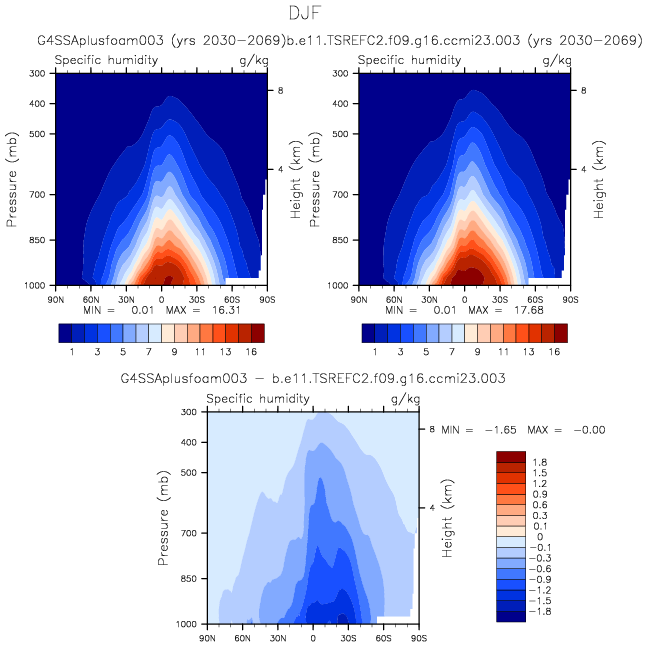 DJF
G4SSAplusfoam003 (yrs 2030-2069)b.e11.TSREFC2.f09.g16.ccmi23.003 (yrs 2030-2069)
Specific humidity g/kg Specific humidity g/kg
300 300
400 8 400 8
500 500
4 4
700 700
850 850
1000 1000
Pressure (mb) Height (km) Pressure (mb) Height (km)
90N 60N 30N 0 30S 60S 90S 90N 60N 30N 0 30S 60S 90S
MIN = 0.01 MAX = 16.31 MIN = 0.01 MAX = 17.68
1 3 5 7 9 11 13 16 1 3 5 7 9 11 13 16
G4SSAplusfoam003 - b.e11.TSREFC2.f09.g16.ccmi23.003
Specific humidity g/kg
300
400 8
500
4
700
850
1000
Pressure (mb) Height (km)
90N 60N 30N 0 30S 60S 90S
MIN = -1.65 MAX = -0.00
1.8
1.5
1.2
0.9
0.6
0.3
0.1
0
-0.1
-0.3
-0.6
-0.9
-1.2
-1.5
-1.8